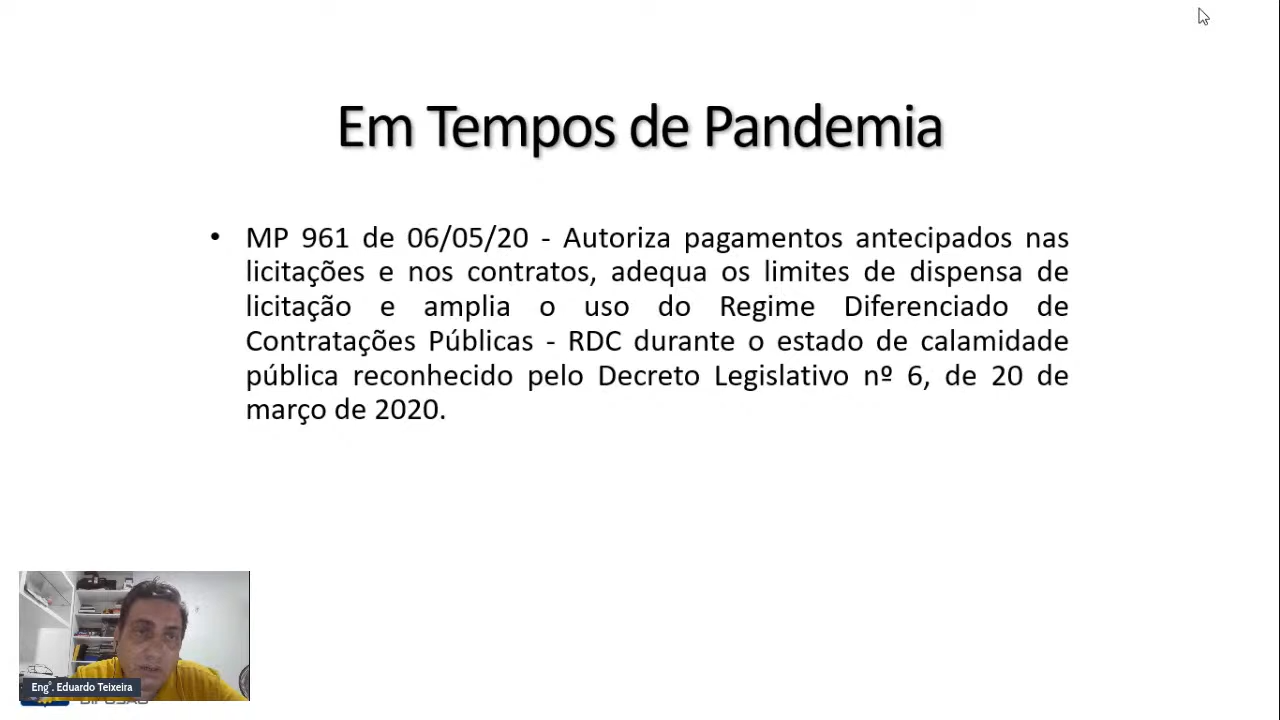 Em Tempos de Pandemia
• MP 961 de 06/05/20 - Autoriza pagamentos antecipados nas
licitações e nos contratos, adequa os limites de dispensa de
licitação e amplia o uso do Regime Diferenciado de
Contratações Públicas - RDC durante o estado de calamidade
pública reconhecido pelo Decreto Legislativo nº 6, de 20 de
março de 2020.
Eng°. Eduardo Teixeira